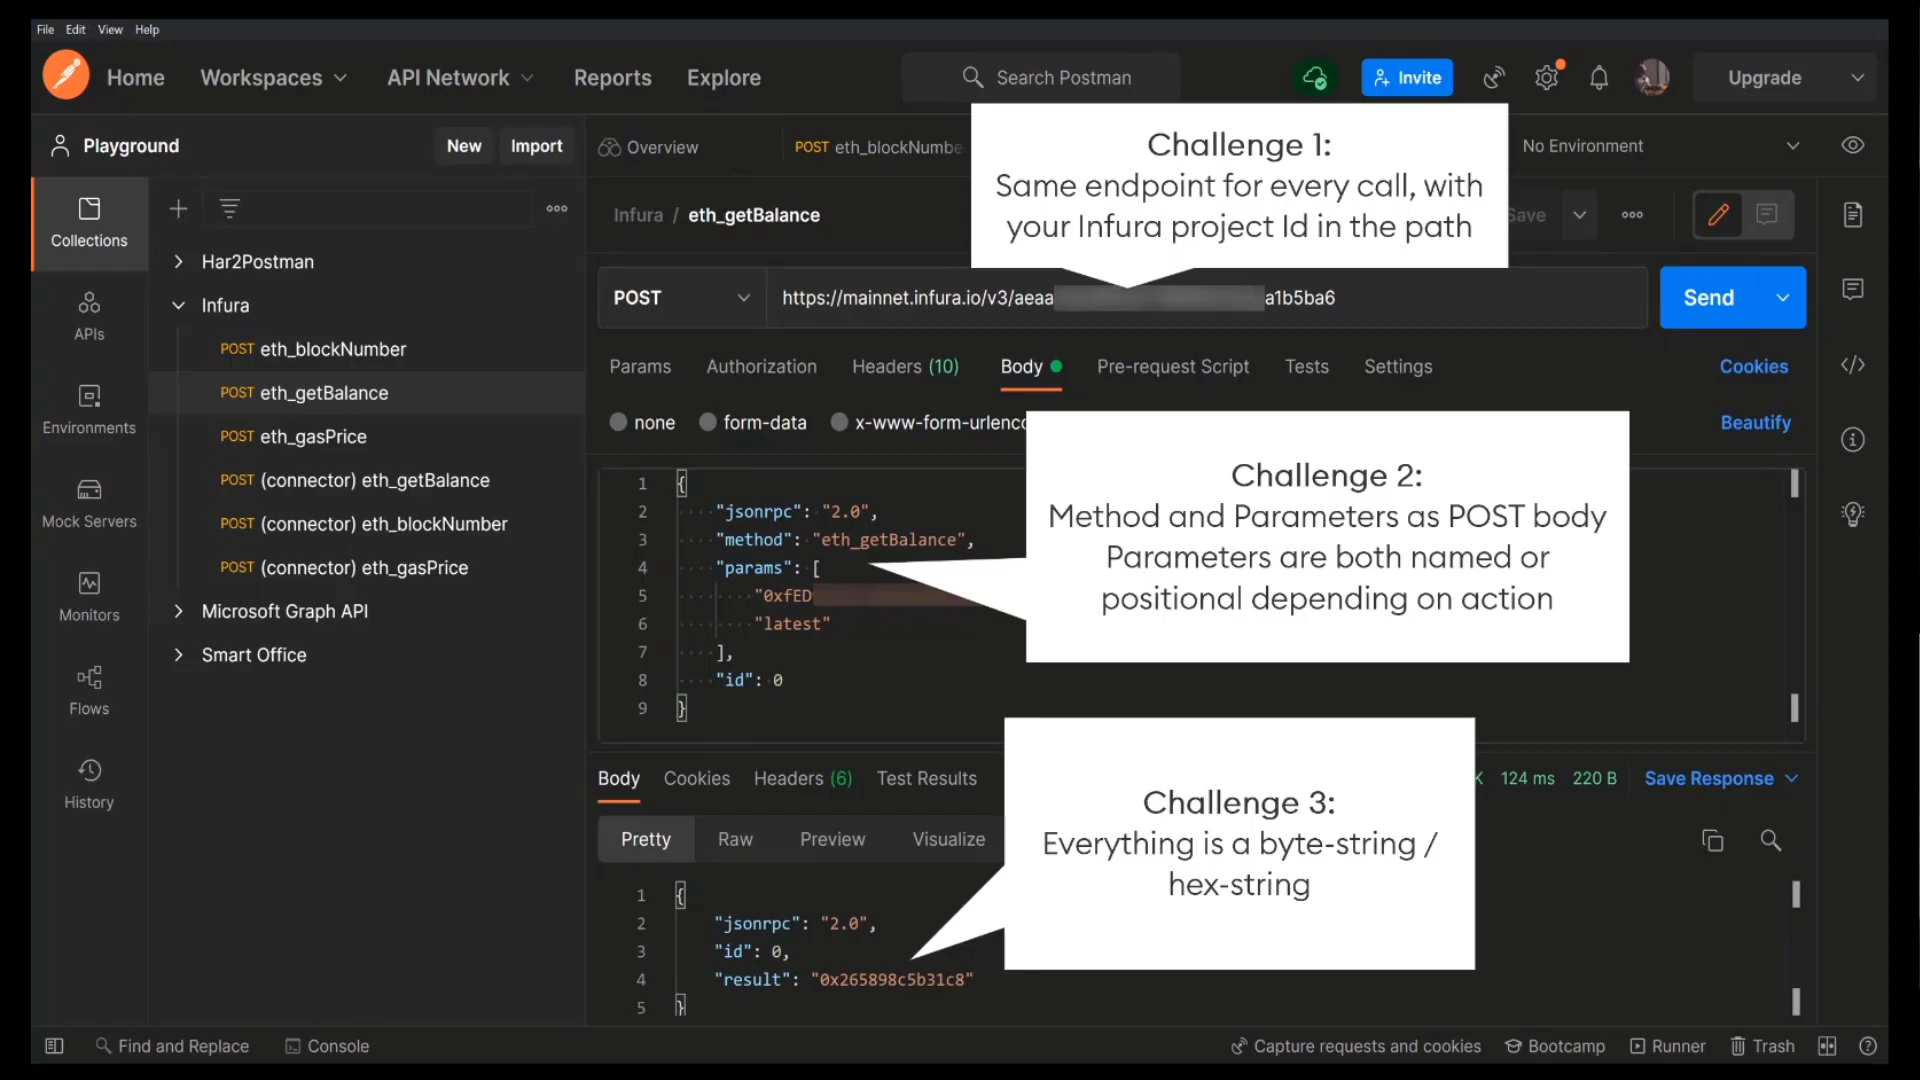 File Edit View Help
Home Workspaces API Network Reports Explore Search Postman Invite Upgrade
Playground New Import Overview POST eth_blockNumbe No Environment
Challenge 1:
Same endpoint for every call, with
your Infura project Id in the path
Collections
Infura / eth_getBalance
Har2Postman
Infura
POST https://mainnet.infura.io/v3/aeaa a1b5ba6 Send
APIs
POST eth_blockNumber
Params Authorization Headers (10) Body Pre-request Script Tests Settings Cookies
POST eth_getBalance
Environments
none form-data x-www-form-urlenco Beautify
POST eth_gasPrice
POST (connector) eth_getBalance
Mock Servers
POST (connector) eth_blockNumber
POST (connector) eth_gasPrice
Monitors
Microsoft Graph API
Smart Office
Flows
History
1 {
2 "jsonrpc": "2.0",
3 "method": "eth_getBalance",
4 "params": [
5 "0xfED
6 "latest"
7 ],
8 "id": 0
9 }
Challenge 2:
Method and Parameters as POST body
Parameters are both named or
positional depending on action
Body Cookies Headers (6) Test Results 124 ms 220 B Save Response
Pretty Raw Preview Visualize
Challenge 3:
Everything is a byte-string /
hex-string
1 {
2 "jsonrpc": "2.0",
3 "id": 0,
4 "result": "0x265898c5b31c8"
5 }
Find and Replace Console Capture requests and cookies Bootcamp Runner Trash